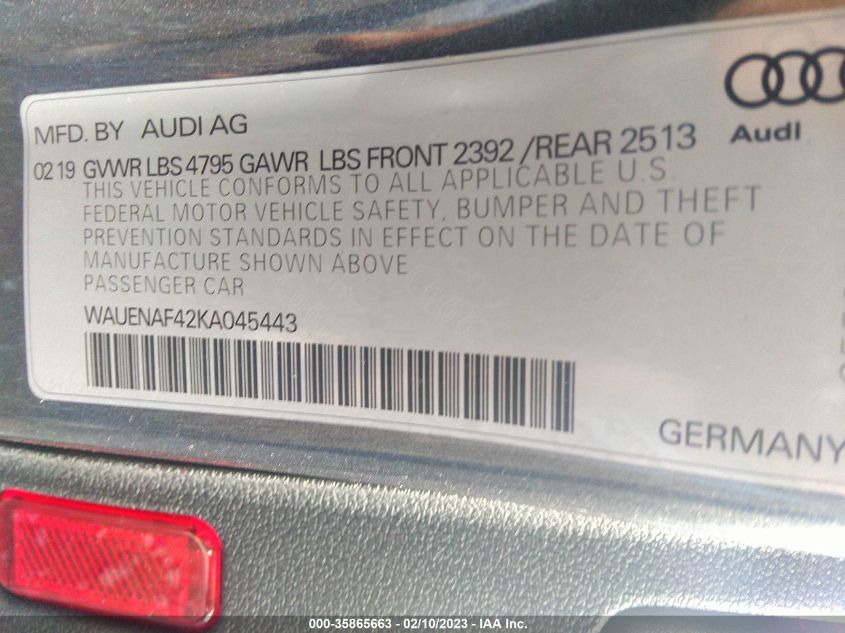 MFD. BY AUDI AG
Audi
02 19 GVWR LBS 4795 GAWR LBS FRONT 2392 /REAR 2513
THIS VEHICLE CONFORMS TO ALL APPLICABLE U.S.
FEDERAL MOTOR VEHICLE SAFETY, BUMPER AND THEFT
PREVENTION STANDARDS IN EFFECT ON THE DATE OF
MANUFACTURE SHOWN ABOVE
PASSENGER CAR
WAUENAF42KA045443
GERMANY
000-35865663 - 02/10/2023 - IAA Inc.